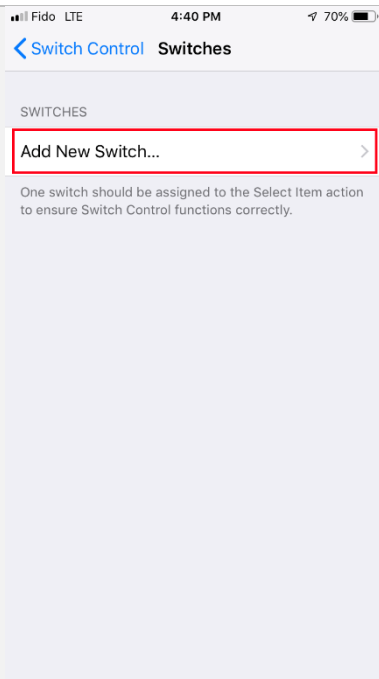 Fido LTE 4:40 PM 70%
Switch Control Switches
SWITCHES
Add New Switch...
One switch should be assigned to the Select Item action
to ensure Switch Control functions correctly.